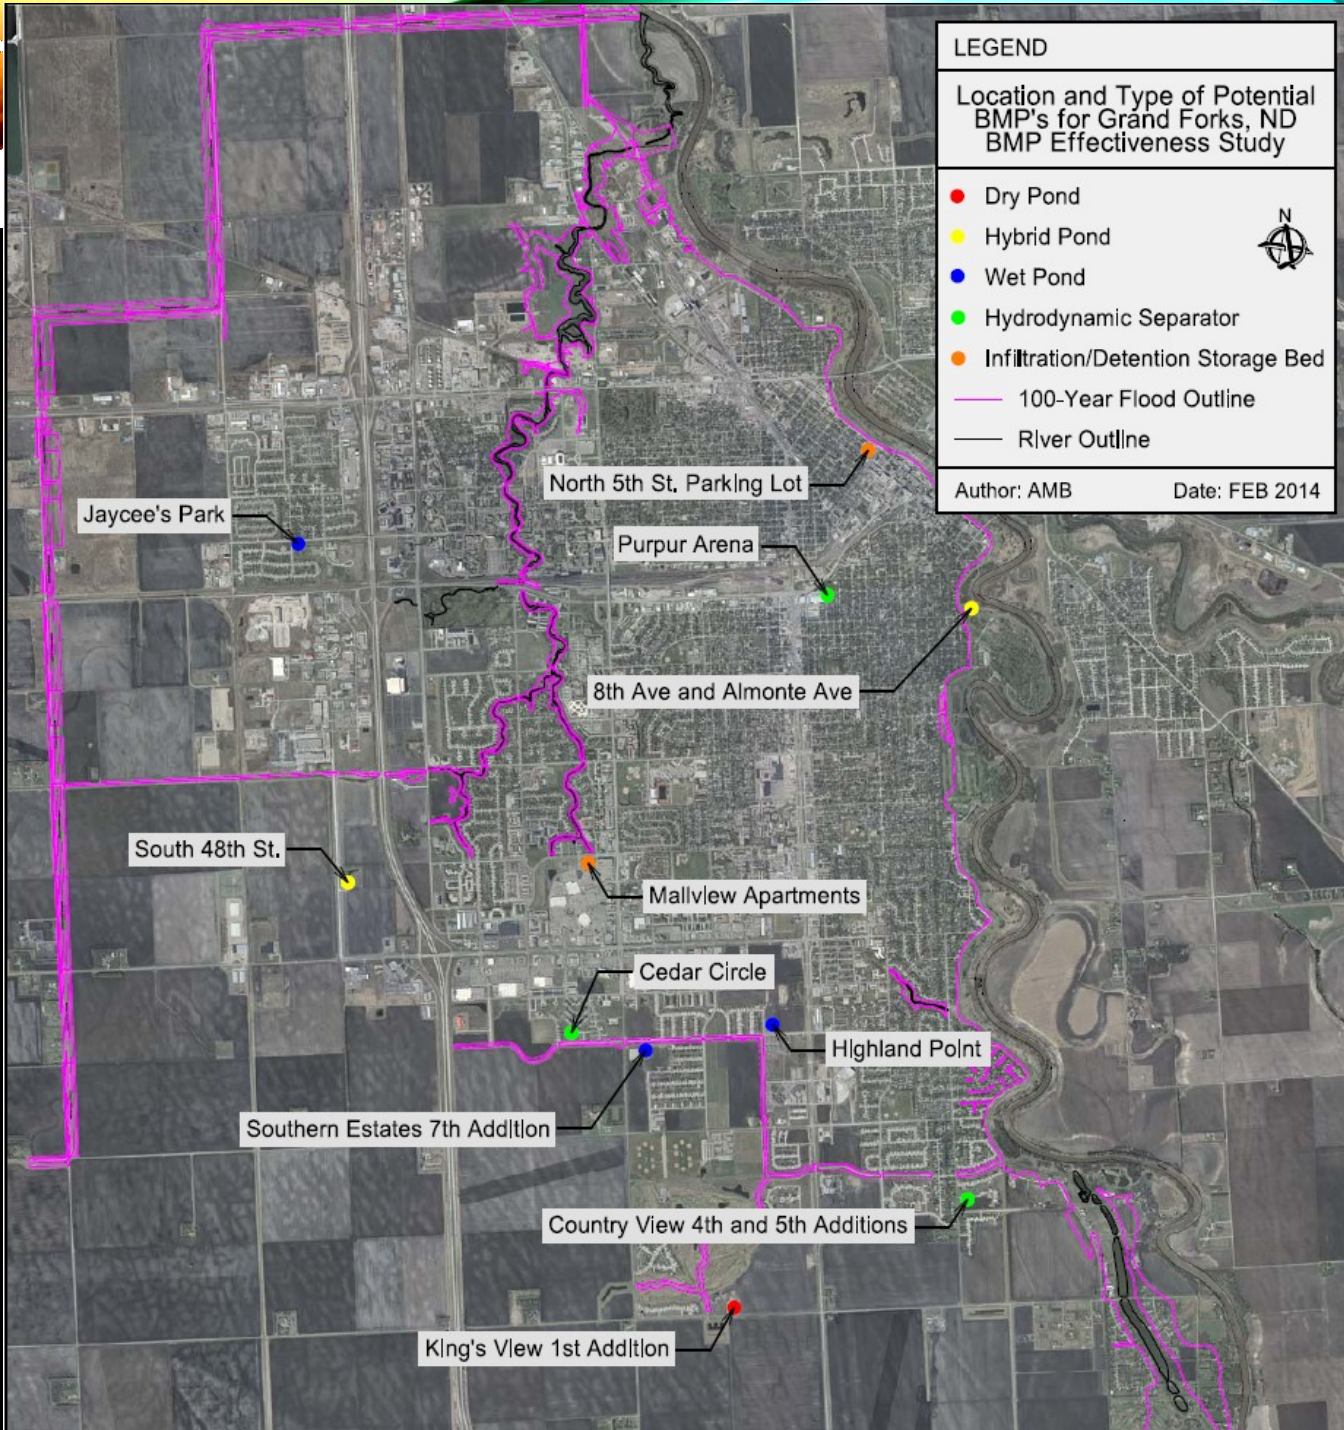 LEGEND
Location and Type of Potential
BMP's for Grand Forks, ND
BMP Effectiveness Study
N
Dry Pond
Hybrid Pond
Wet Pond
Hydrodynamic Separator
Infiltration/Detention Storage Bed
100-Year Flood Outline
River Outline
Author: AMB Date: FEB 2014
North 5th St. Parking Lot
Jaycee's Park
Purpur Arena
8th Ave and Almonte Ave
South 48th St.
Mallview Apartments
Cedar Circle
Highland Point
Southern Estates 7th Addition
Country View 4th and 5th Additions
King's View 1st Addition